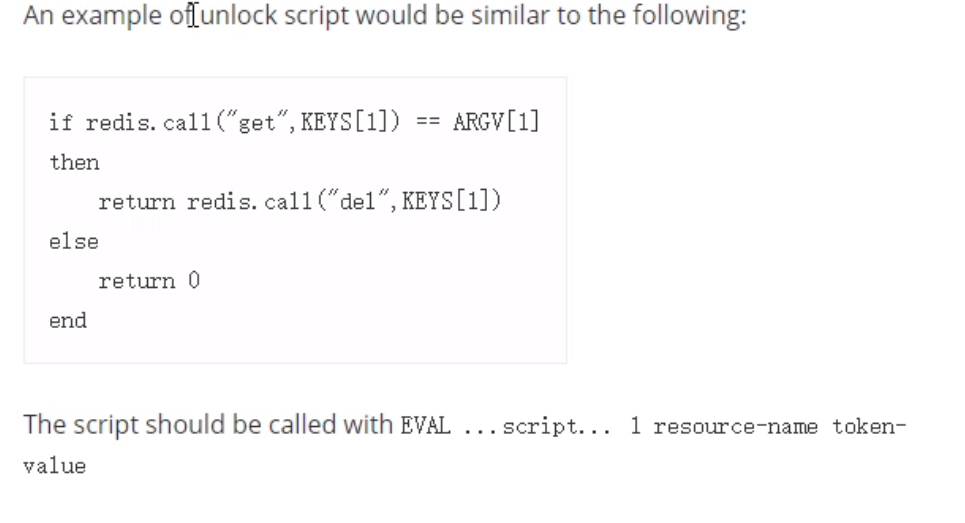 An example of unlock script would be similar to the following:
if redis.call("get",KEYS[1]) == ARGV[1]
then
    return redis.call("del",KEYS[1])
else
    return 0
end
The script should be called with EVAL ...script... 1 resource-name token-
value